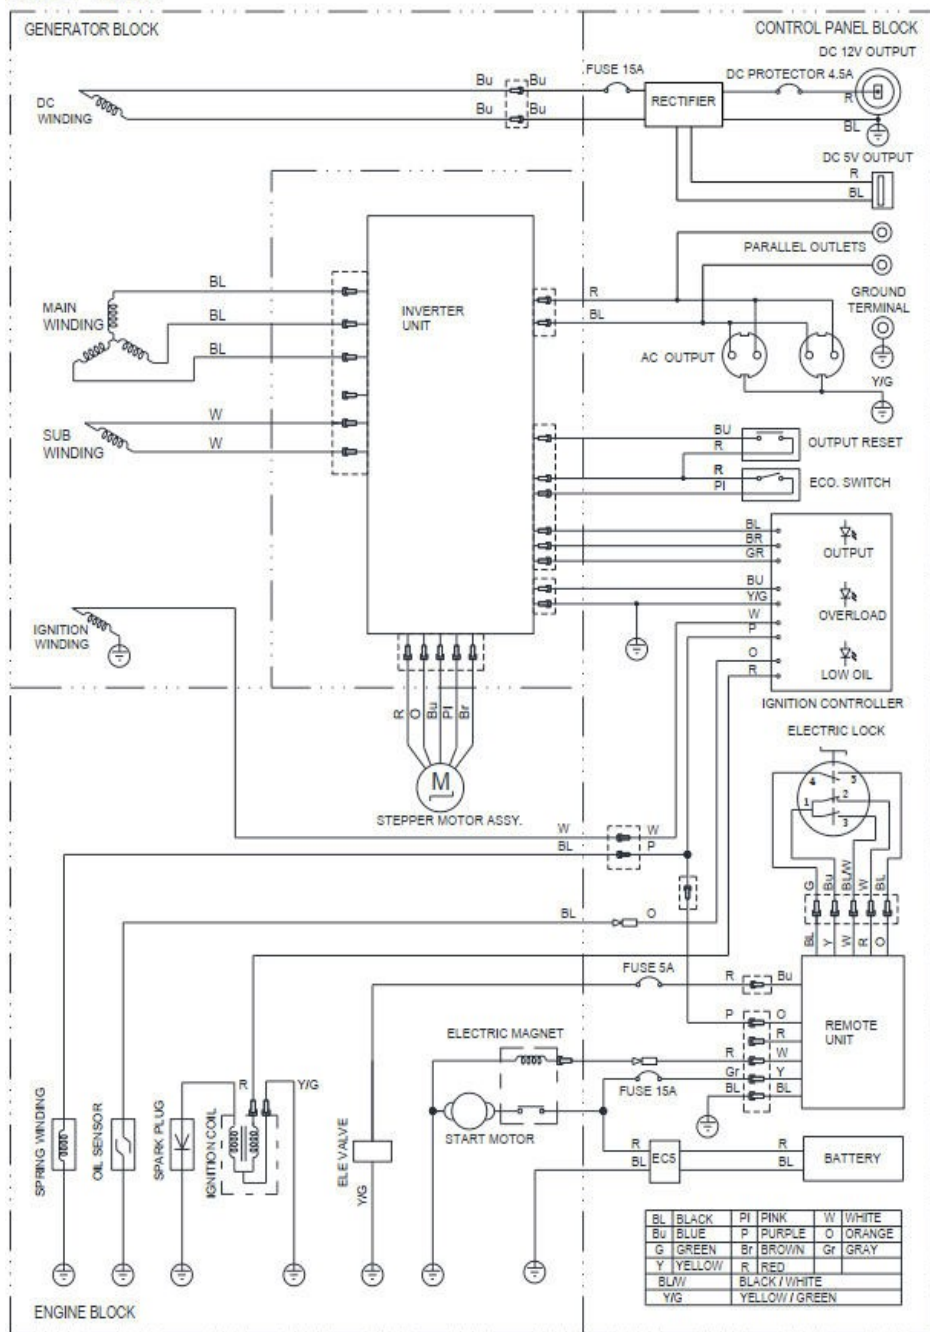 GENERATOR BLOCK
CONTROL PANEL BLOCK
DC 12V OUTPUT
Bu
Bu
FUSE 15A
DC PROTECTOR 4.5A
RECTIFIER
R
DC
WINDING
Bu
Bu
BL
DC 5V OUTPUT
R
BL
PARALLEL OUTLETS
BL
R
GROUND
TERMINAL
MAIN
WINDING
BL
INVERTER
UNIT
BL
BL
AC OUTPUT
Y/G
W
SUB
WINDING
W
BU
R
OUTPUT RESET
R
PI
ECO. SWITCH
BL
BR
GR
OUTPUT
BU
Y/G
OVERLOAD
W
P
IGNITION
WINDING
O
R
LOW OIL
IGNITION CONTROLLER
R
O
Bu
PI
Br
M
STEPPER MOTOR ASSY.
ELECTRIC LOCK
4
5
1
2
3
W
W
BL
P
G
Bu
BL/W
W
BL
BL
O
BL
Y
W
R
O
FUSE 5A
R
Bu
P
O
REMOTE
UNIT
R
ELECTRIC MAGNET
R
W
Gr
Y
FUSE 15A
BL
BL
R
Y/G
START MOTOR
SPRING WINDING
OIL SENSOR
SPARK PLUG
IGNITION COIL
ELE VALVE
Y/G
R
BL
EC5
R
BL
BATTERY
BL BLACK PI PINK W WHITE
Bu BLUE P PURPLE O ORANGE
G GREEN Br BROWN Gr GRAY
Y YELLOW R RED
BL/W BLACK / WHITE
Y/G YELLOW / GREEN
ENGINE BLOCK